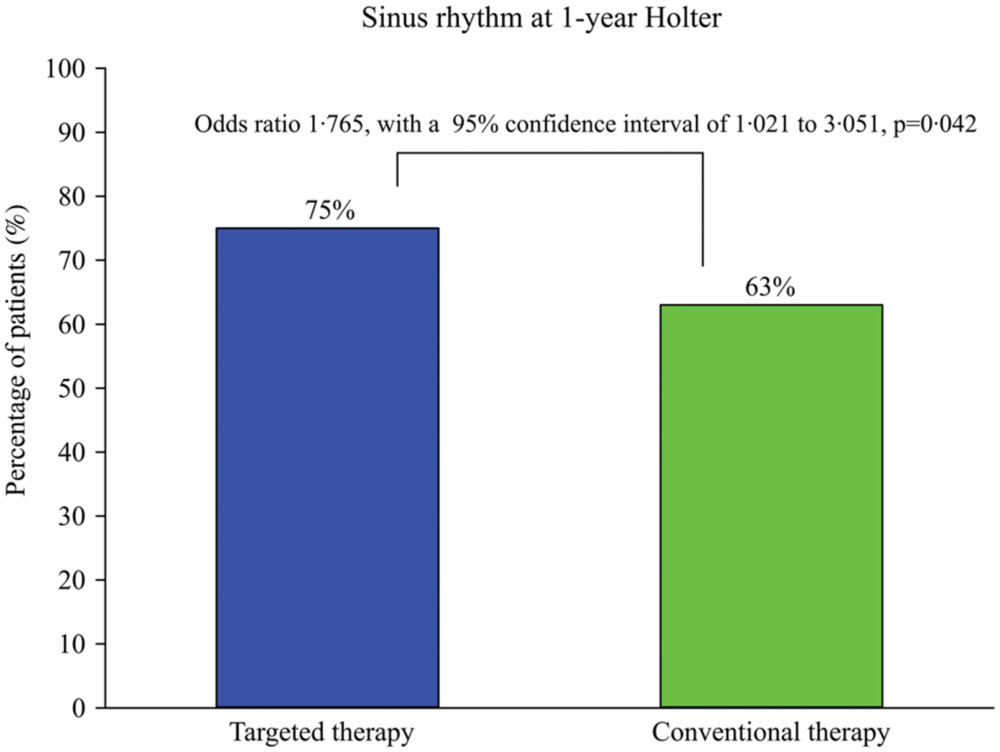 Sinus rhythm at 1-year Holter
Percentage of patients (%)
100
90
80
70
60
50
40
30
20
10
0
Odds ratio 1·765, with a  95% confidence interval of 1·021 to 3·051, p=0·042
75%
63%
Targeted therapy
Conventional therapy